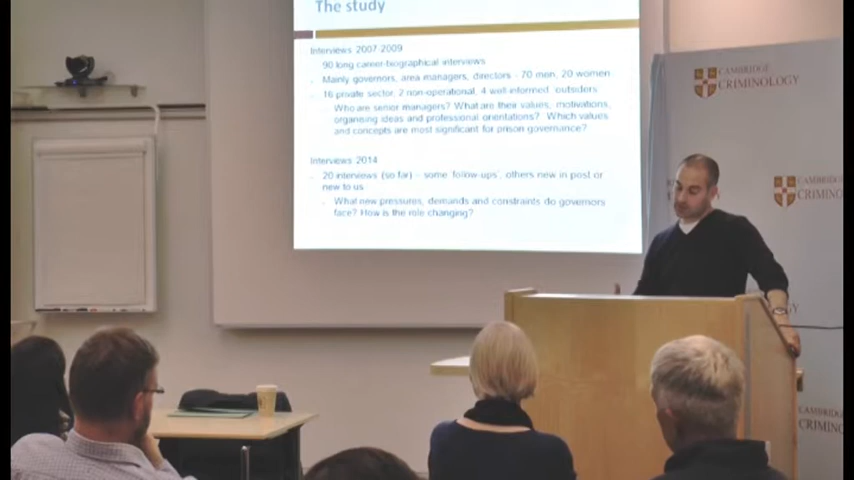 The study
Interviews 2007-2009
90 long career-biographical interviews
Mainly governors, area managers, directors - 70 men, 20 women
16 private sector, 2 non-operational, 4 well-informed outsiders
Who are senior managers? What are their values, motivations,
organising ideas and professional orientations? Which values
and concepts are most significant for prison governance?
Interviews 2014
20 interviews (so far) – some 'follow-ups', others new in post or
new to us
What new pressures, demands and constraints do governors
face? How is the role changing?
CAMBRIDGE
CRIMINOLOGY
CAMBRIDGE
CRIMINO
CAMBRIDGE
CRIMINO